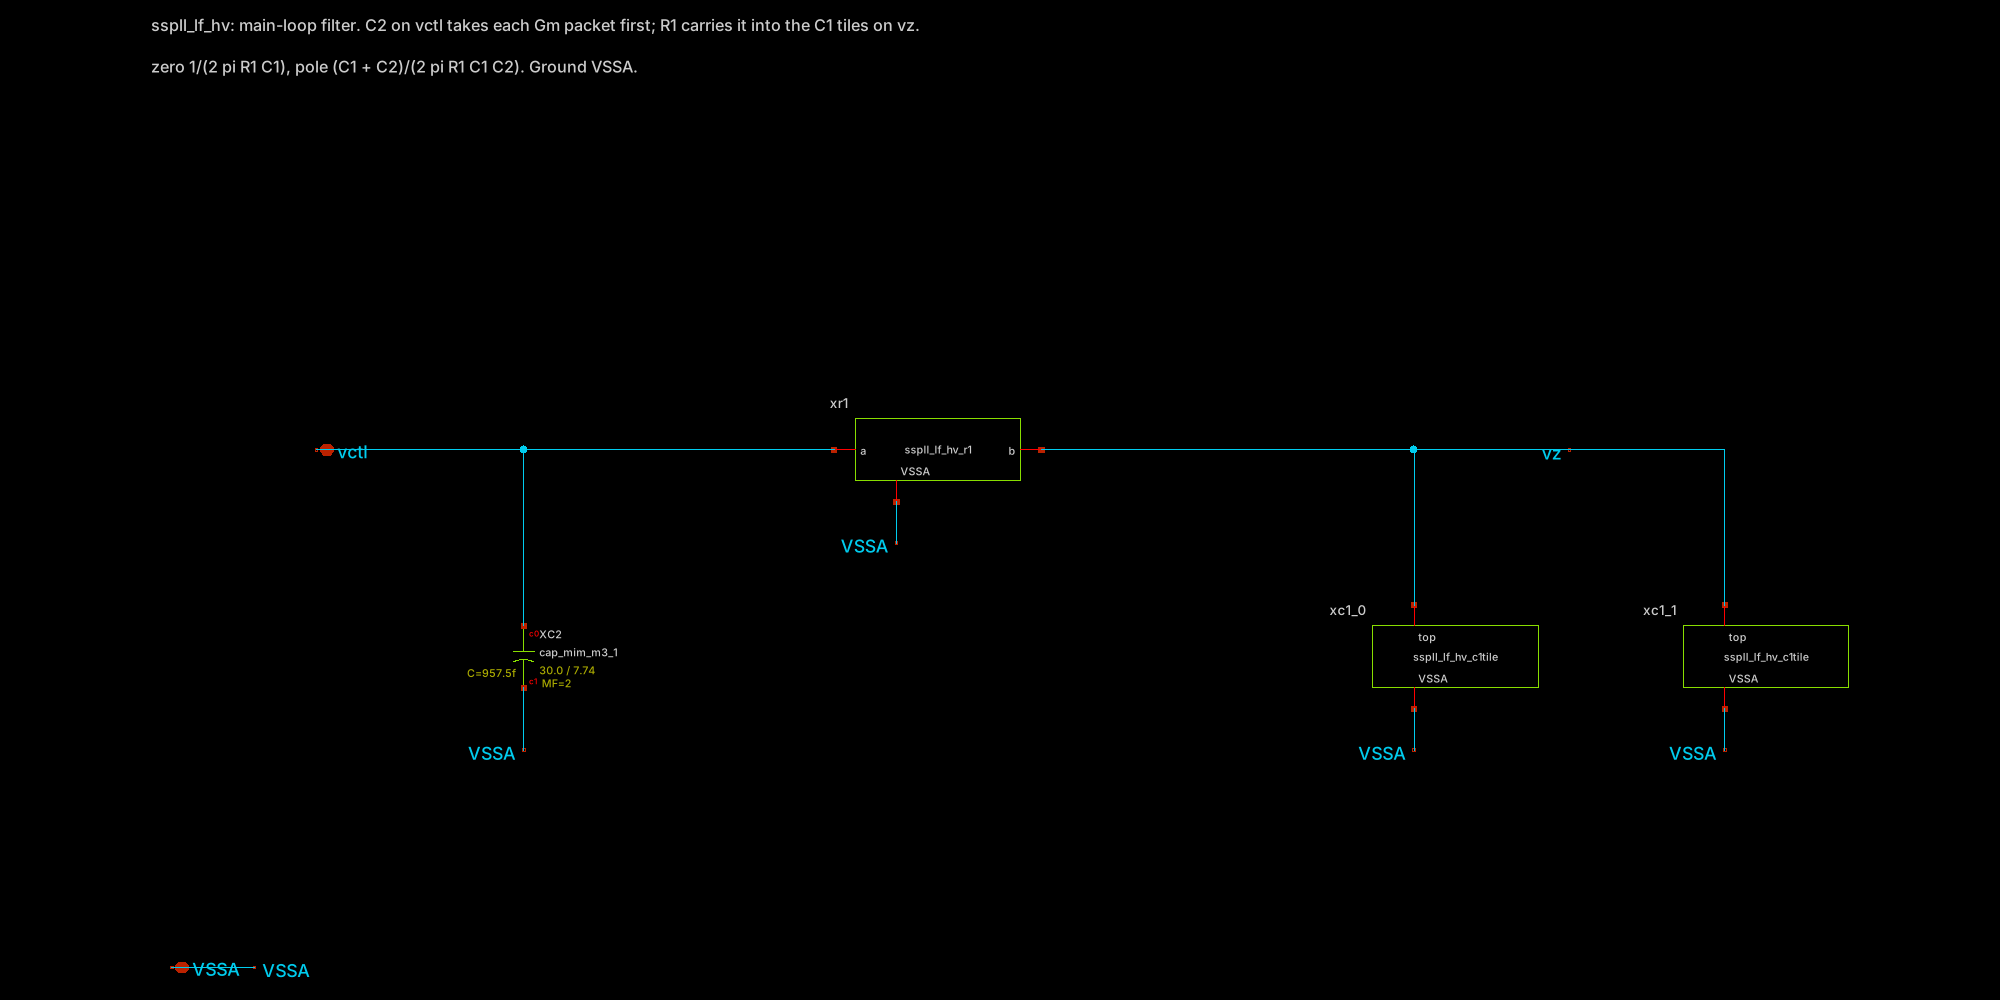 sspll_lf_hv: main-loop filter. C2 on vctl takes each Gm packet first; R1 carries it into the C1 tiles on vz.
zero 1/(2 pi R1 C1), pole (C1 + C2)/(2 pi R1 C1 C2). Ground VSSA.
xr1
vctl
a
sspll_lf_hv_r1
b
VSSA
vz
VSSA
xc1_0
xc1_1
c0
XC2
top
top
cap_mim_m3_1
sspll_lf_hv_c1tile
sspll_lf_hv_c1tile
C=957.5f
30.0 / 7.74
c1
MF=2
VSSA
VSSA
VSSA
VSSA
VSSA
VSSA
VSSA